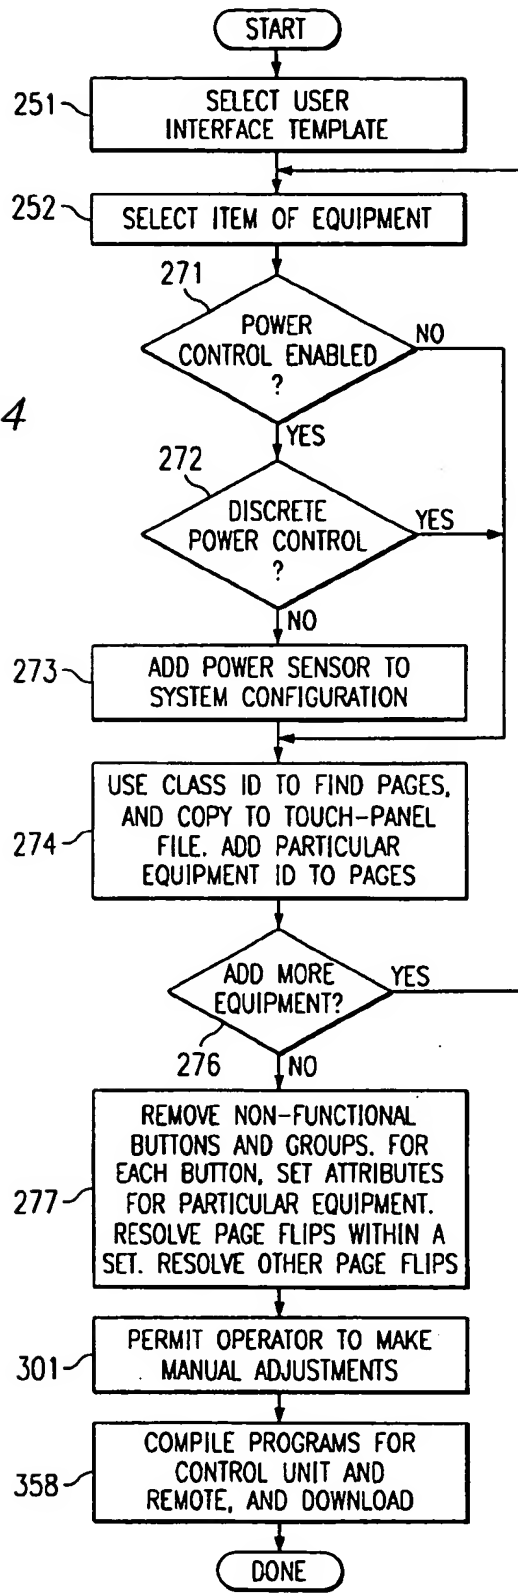 START
251
SELECT USER
INTERFACE TEMPLATE
252
SELECT ITEM OF EQUIPMENT
271
POWER
CONTROL ENABLED
?
NO
4
YES
272
DISCRETE
POWER CONTROL
?
YES
NO
273
ADD POWER SENSOR TO
SYSTEM CONFIGURATION
274
USE CLASS ID TO FIND PAGES,
AND COPY TO TOUCH-PANEL
FILE. ADD PARTICULAR
EQUIPMENT ID TO PAGES
ADD MORE
EQUIPMENT?
YES
276
NO
277
REMOVE NON-FUNCTIONAL
BUTTONS AND GROUPS. FOR
EACH BUTTON, SET ATTRIBUTES
FOR PARTICULAR EQUIPMENT.
RESOLVE PAGE FLIPS WITHIN A
SET. RESOLVE OTHER PAGE FLIPS
301
PERMIT OPERATOR TO MAKE
MANUAL ADJUSTMENTS
358
COMPILE PROGRAMS FOR
CONTROL UNIT AND
REMOTE, AND DOWNLOAD
DONE